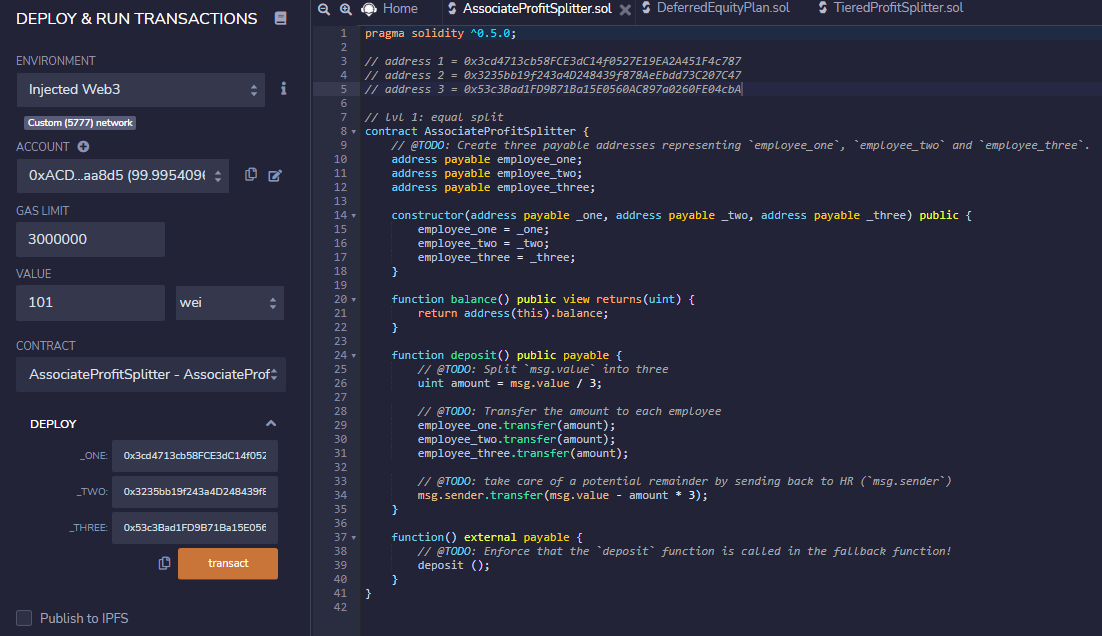 DEPLOY & RUN TRANSACTIONS
ENVIRONMENT
Injected Web3
Custom (5777) network
ACCOUNT
0xACD...aa8d5 (99.9954096
GAS LIMIT
3000000
VALUE
101
wei
CONTRACT
AssociateProfitSplitter - AssociateProf
DEPLOY
_ONE: 0x3cd4713cb58FCE3dC14f052
_TWO: 0x3235bb19f243a4D248439f8
_THREE: 0x53c3Bad1FD9B71Ba15E056
transact
Publish to IPFS
Home
AssociateProfitSplitter.sol
DeferredEquityPlan.sol
TieredProfitSplitter.sol
1 pragma solidity ^0.5.0;
2
3 // address 1 = 0x3cd4713cb58FCE3dC14f0527E19EA2A451F4c787
4 // address 2 = 0x3235bb19f243a4D248439f878AeEbdd73C207C47
5 // address 3 = 0x53c3Bad1FD9B71Ba15E0560AC897a0260FE04cbA
6
7 // lvl 1: equal split
8 contract AssociateProfitSplitter {
9 // @TODO: Create three payable addresses representing `employee_one`, `employee_two` and `employee_three`.
10 address payable employee_one;
11 address payable employee_two;
12 address payable employee_three;
13
14 constructor(address payable _one, address payable _two, address payable _three) public {
15 employee_one = _one;
16 employee_two = _two;
17 employee_three = _three;
18 }
19
20 function balance() public view returns(uint) {
21 return address(this).balance;
22 }
23
24 function deposit() public payable {
25 // @TODO: Split `msg.value` into three
26 uint amount = msg.value / 3;
27
28 // @TODO: Transfer the amount to each employee
29 employee_one.transfer(amount);
30 employee_two.transfer(amount);
31 employee_three.transfer(amount);
32
33 // @TODO: take care of a potential remainder by sending back to HR (`msg.sender`)
34 msg.sender.transfer(msg.value - amount * 3);
35 }
36
37 function() external payable {
38 // @TODO: Enforce that the `deposit` function is called in the fallback function!
39 deposit ();
40 }
41 }
42